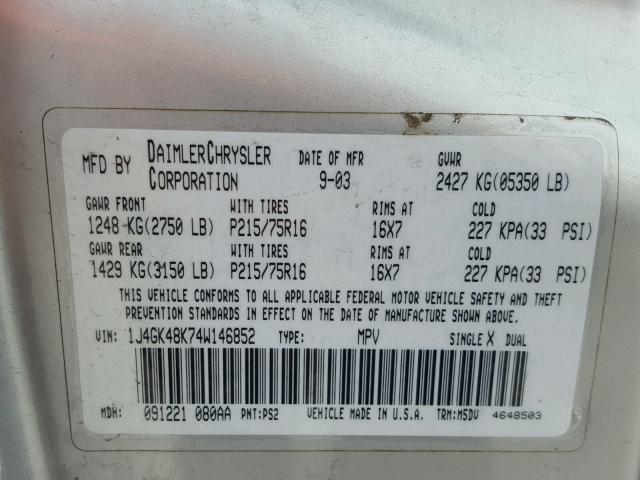 MFD BY DAIMLERCHRYSLER CORPORATION DATE OF MFR 9-03 GVWR 2427 KG(05350 LB)
GAWR FRONT WITH TIRES RIMS AT COLD
1248 KG(2750 LB) P215/75R16 16X7 227 KPA(33 PSI)
GAWR REAR WITH TIRES RIMS AT COLD
1429 KG(3150 LB) P215/75R16 16X7 227 KPA(33 PSI)
THIS VEHICLE CONFORMS TO ALL APPLICABLE FEDERAL MOTOR VEHICLE SAFETY AND THEFT
PREVENTION STANDARDS IN EFFECT ON THE DATE OF MANUFACTURE SHOWN ABOVE.
VIN: 1J4GK48K74W146852 TYPE: MPV SINGLE X DUAL
MDH: 091221 080AA PNT:PS2 VEHICLE MADE IN U.S.A. TRM:MSDV 4648503